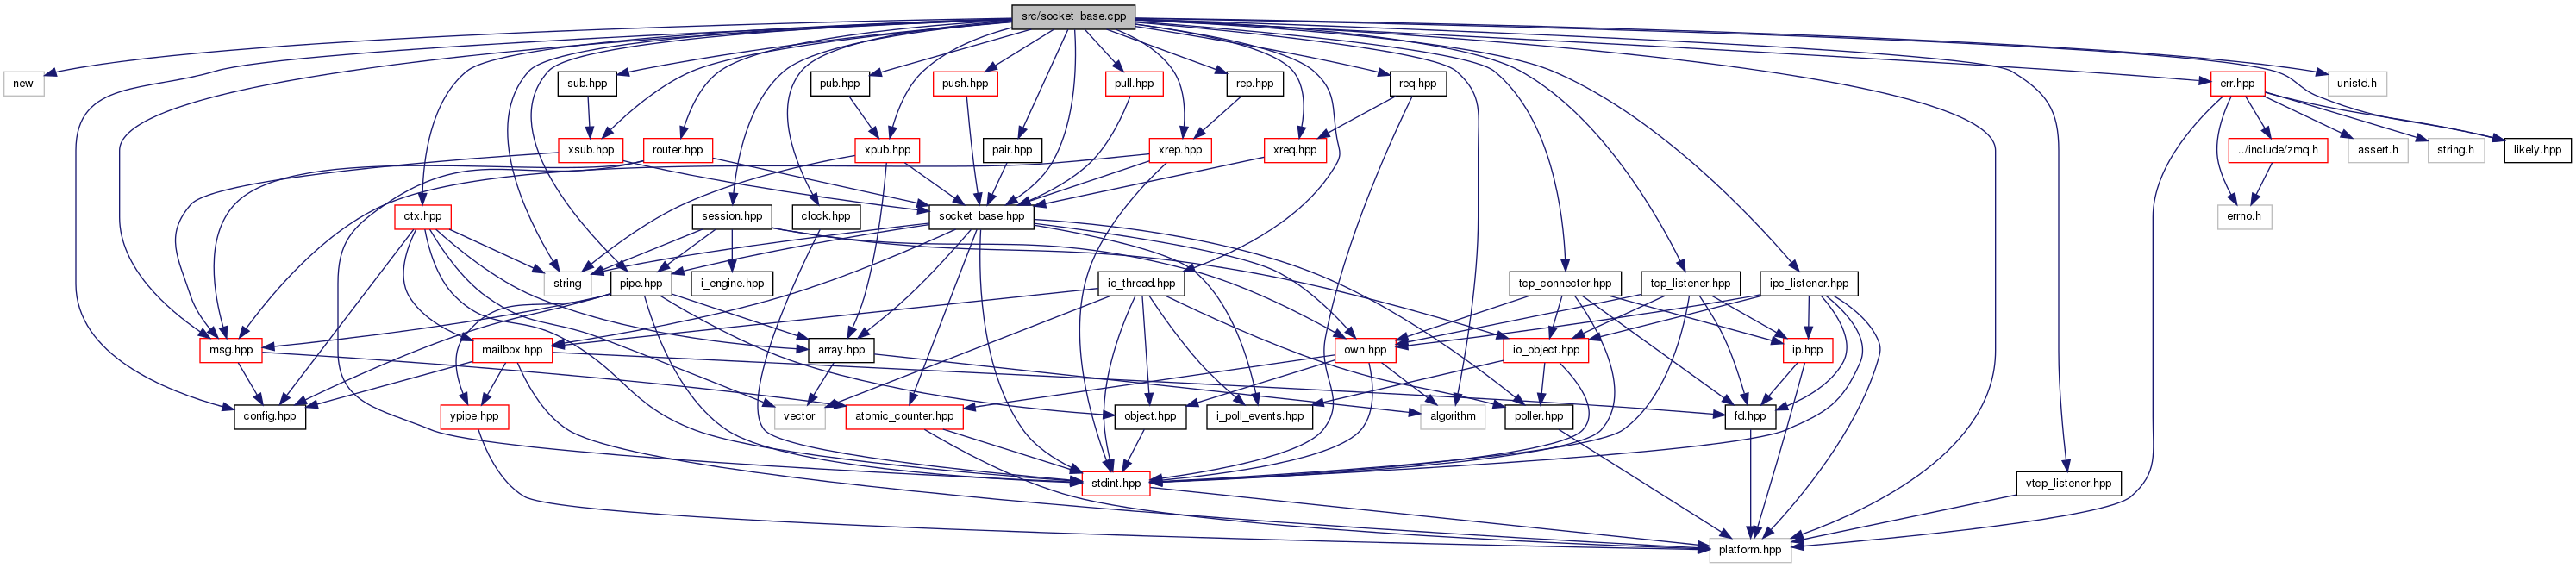 src/socket_base.cpp
new
sub.hpp
pub.hpp
push.hpp
pull.hpp
rep.hpp
req.hpp
err.hpp
unistd.h
xsub.hpp
router.hpp
xpub.hpp
pair.hpp
xrep.hpp
xreq.hpp
../include/zmq.h
assert.h
string.h
likely.hpp
ctx.hpp
session.hpp
clock.hpp
socket_base.hpp
errno.h
string
pipe.hpp
i_engine.hpp
io_thread.hpp
tcp_connecter.hpp
tcp_listener.hpp
ipc_listener.hpp
msg.hpp
mailbox.hpp
array.hpp
own.hpp
io_object.hpp
ip.hpp
config.hpp
ypipe.hpp
vector
atomic_counter.hpp
object.hpp
i_poll_events.hpp
algorithm
poller.hpp
fd.hpp
stdint.hpp
vtcp_listener.hpp
platform.hpp